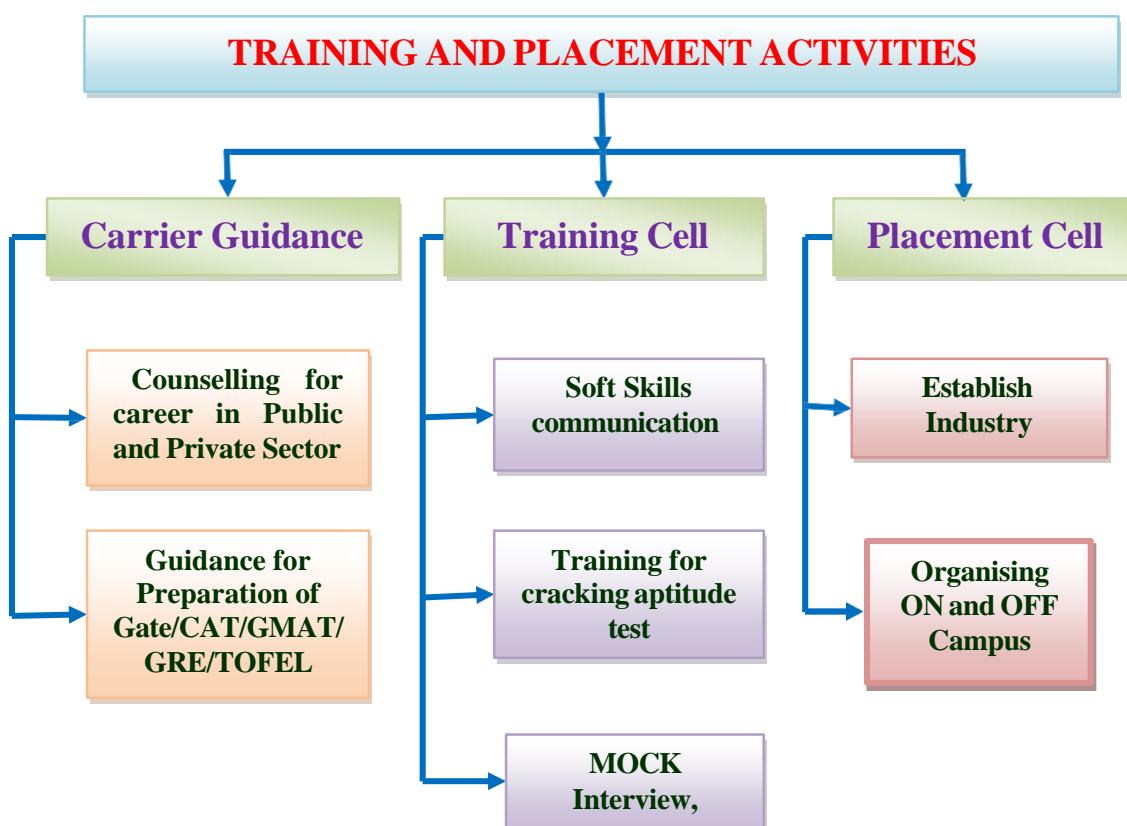 TRAINING AND PLACEMENT ACTIVITIES
Carrier Guidance
Training Cell
Placement Cell
Counselling for
career in Public
and Private Sector
Guidance for
Preparation of
Gate/CAT/GMAT/
GRE/TOFEL
Soft Skills
communication
Training for
cracking aptitude
test
MOCK
Interview,
Establish
Industry
Organising
ON and OFF
Campus